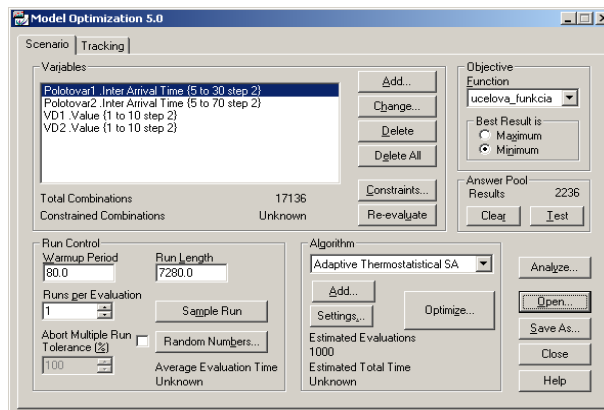 Model Optimization 5.0
Scenario
Tracking
Variables
Polotovar1 .Inter Arrival Time {5 to 30 step 2}
Polotovar2 .Inter Arrival Time {5 to 70 step 2}
VD1 .Value {1 to 10 step 2}
VD2 .Value {1 to 10 step 2}
Add...
Change...
Delete
Delete All
Constraints...
Re-evaluate
Total Combinations 17136
Constrained Combinations Unknown
Objective
Function
ucelova_funkcia
Best Result is
Maximum
Minimum
Answer Pool
Results 2236
Clear
Test
Run Control
Warmup Period
80.0
Run Length
7280.0
Runs per Evaluation
1
Sample Run
Abort Multiple Run
Tolerance (%)
100
Random Numbers...
Average Evaluation Time
Unknown
Algorithm
Adaptive Thermostatistical SA
Add...
Settings...
Optimize...
Estimated Evaluations
1000
Estimated Total Time
Unknown
Analyze...
Open...
Save As...
Close
Help